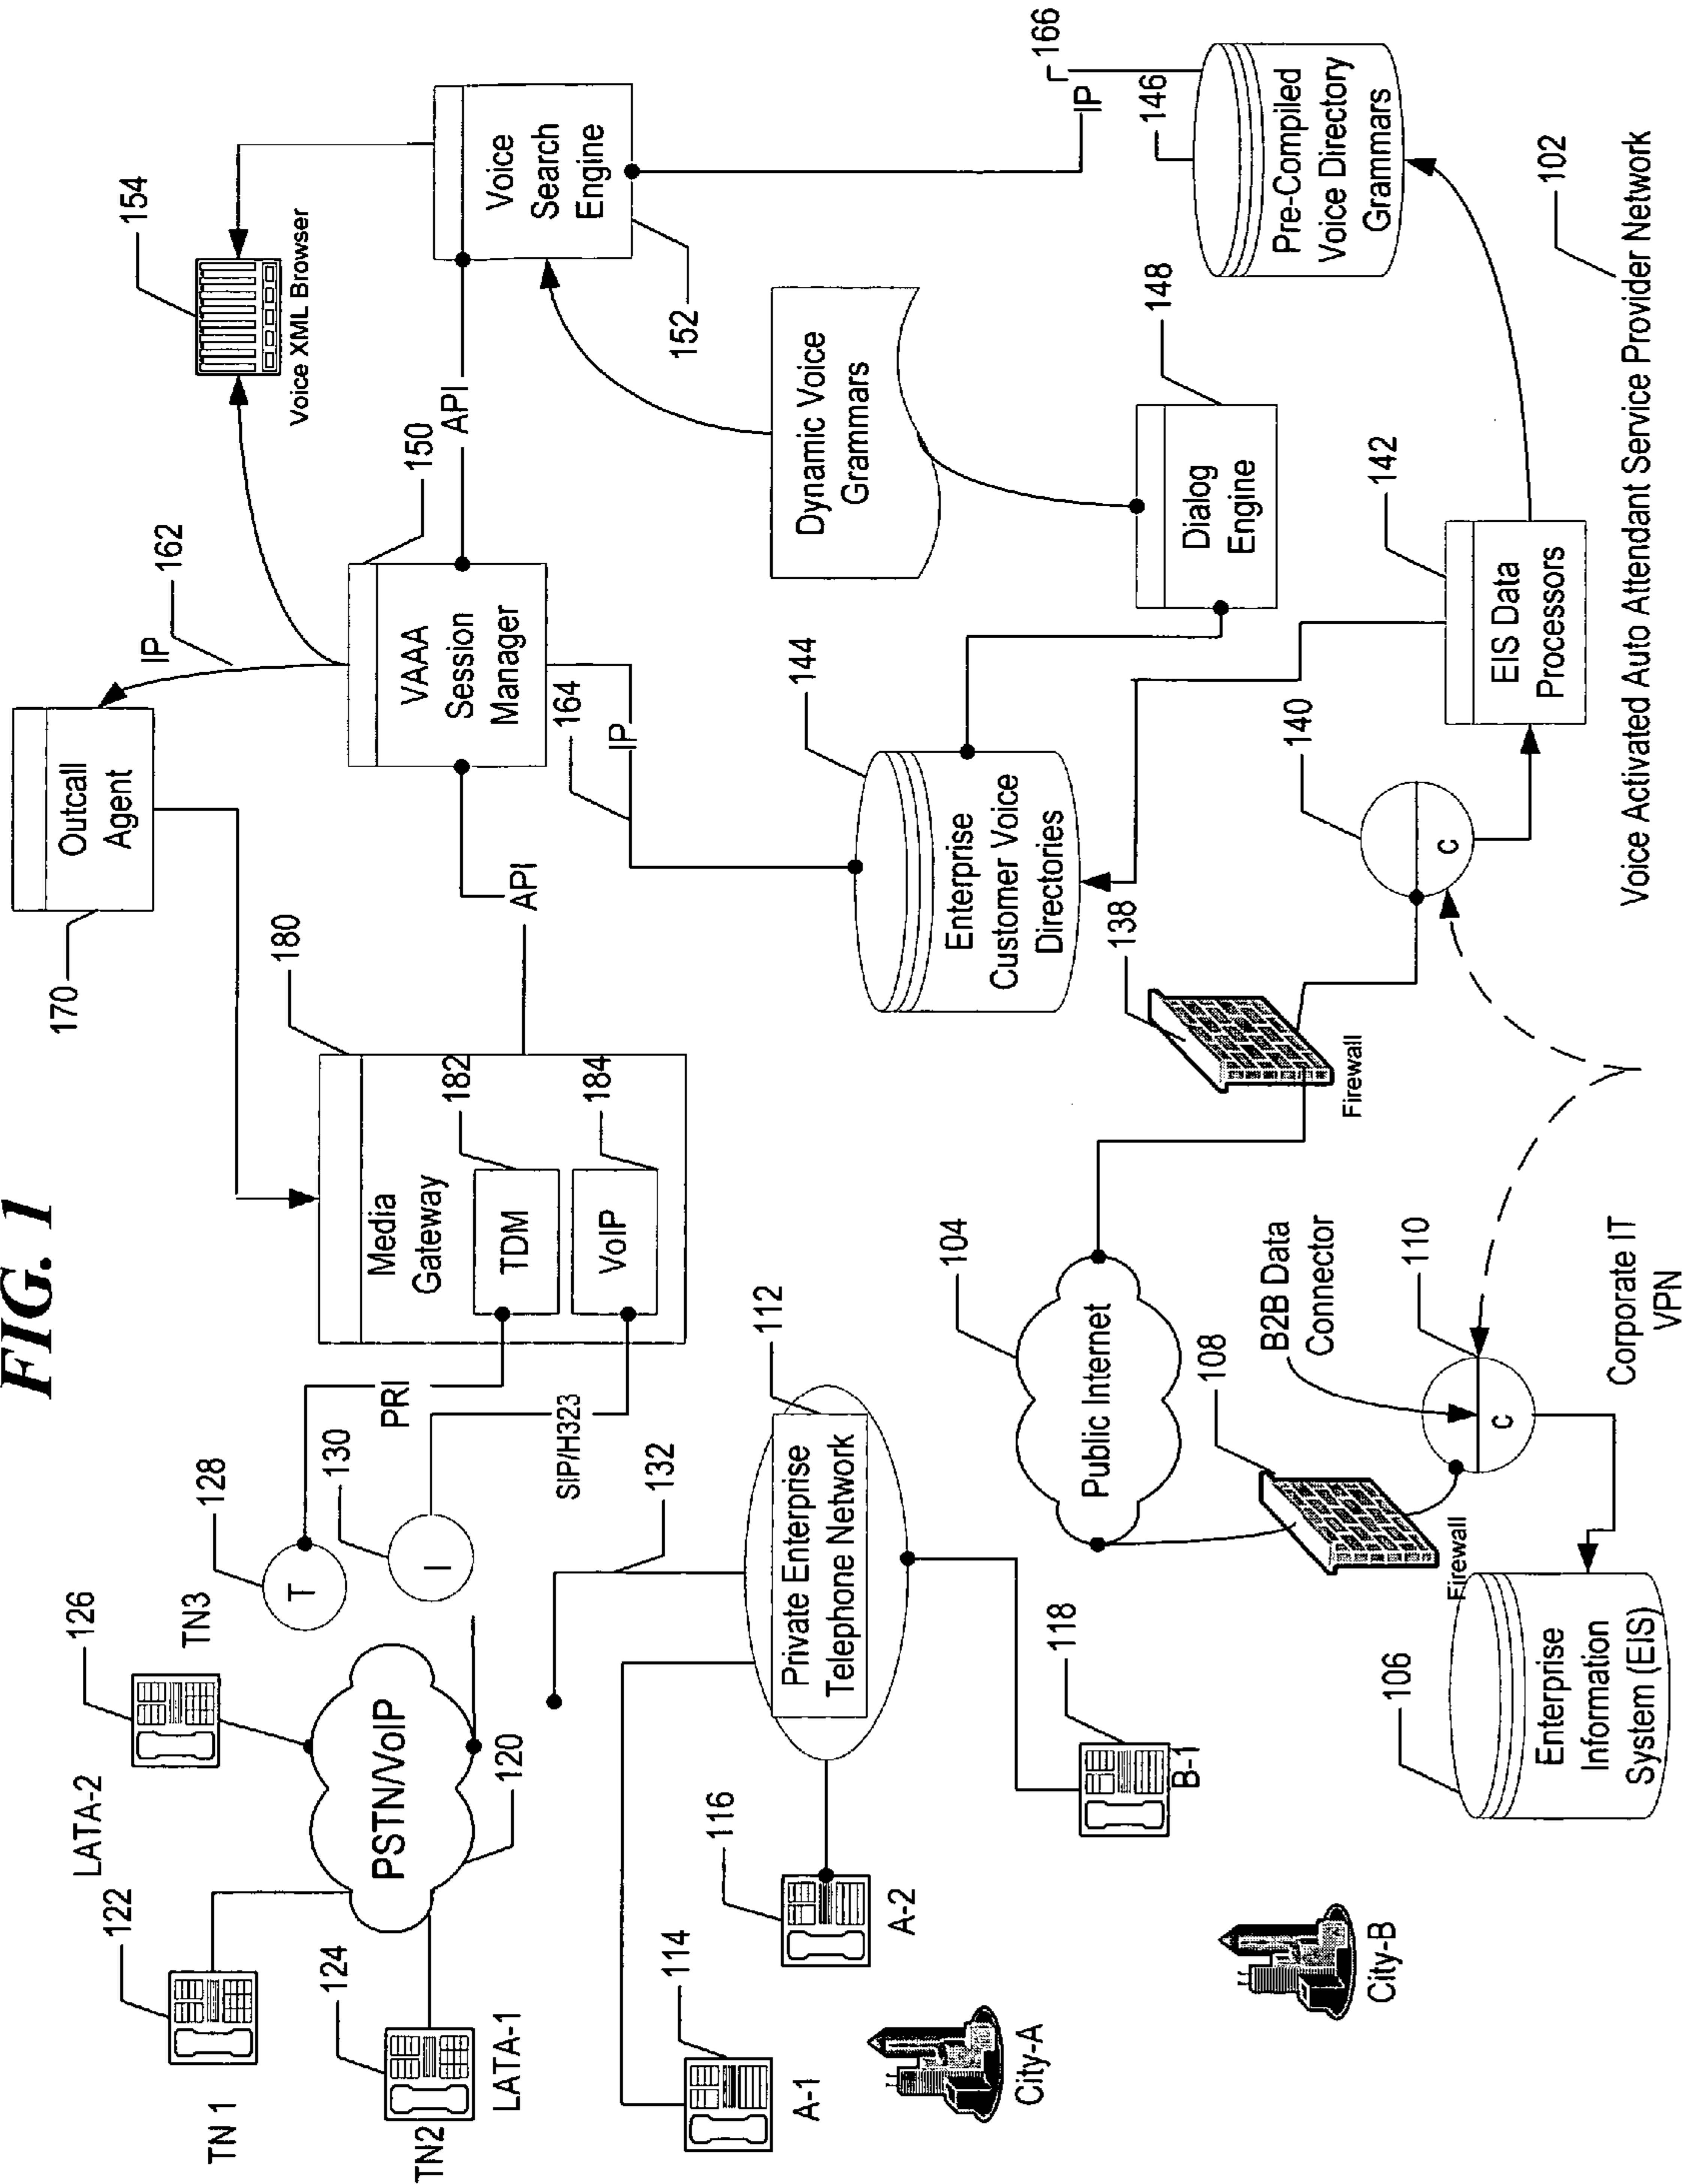 FIG. 1
TN 1
122
LATA-2
126
TN3
128
T
124
TN2
LATA-1
PSTN/VoIP
120
130
I
PRI
SIP/H323
132
170
Outcall
Agent
180
Media
Gateway
TDM
182
VoIP
184
API
IP
162
VAAA
Session
Manager
150
API
154
Voice XML Browser
Voice
Search
Engine
152
164
IP
144
Enterprise
Customer Voice
Directories
Dynamic Voice
Grammars
Dialog
Engine
148
166
IP
146
Pre-Compiled
Voice Directory
Grammars
114
A-1
116
A-2
City-A
112
Private Enterprise
Telephone Network
118
B-1
City-B
104
Public Internet
138
Firewall
140
C
142
EIS Data
Processors
108
Firewall
B2B Data
Connector
110
C
106
Enterprise
Information
System (EIS)
Corporate IT
VPN
Voice Activated Auto Attendant Service Provider Network
102